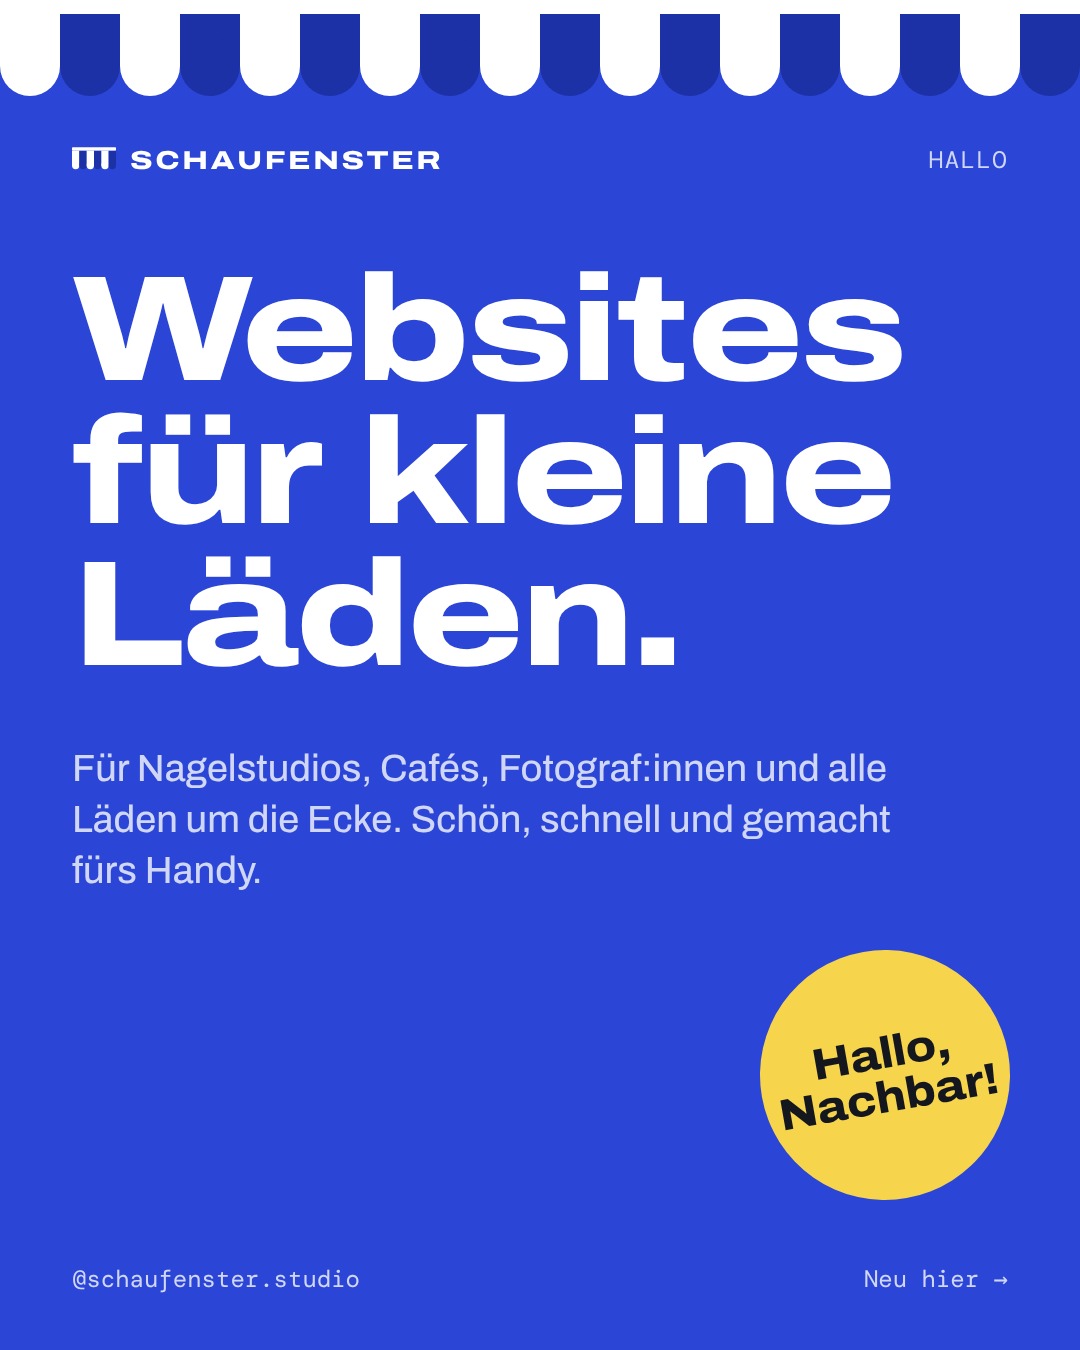 SCHAUFENSTER
HALLO
Websites
für kleine
Läden.
Für Nagelstudios, Cafés, Fotograf:innen und alle
Läden um die Ecke. Schön, schnell und gemacht
fürs Handy.
Hallo,
Nachbar!
@schaufenster.studio
Neu hier →